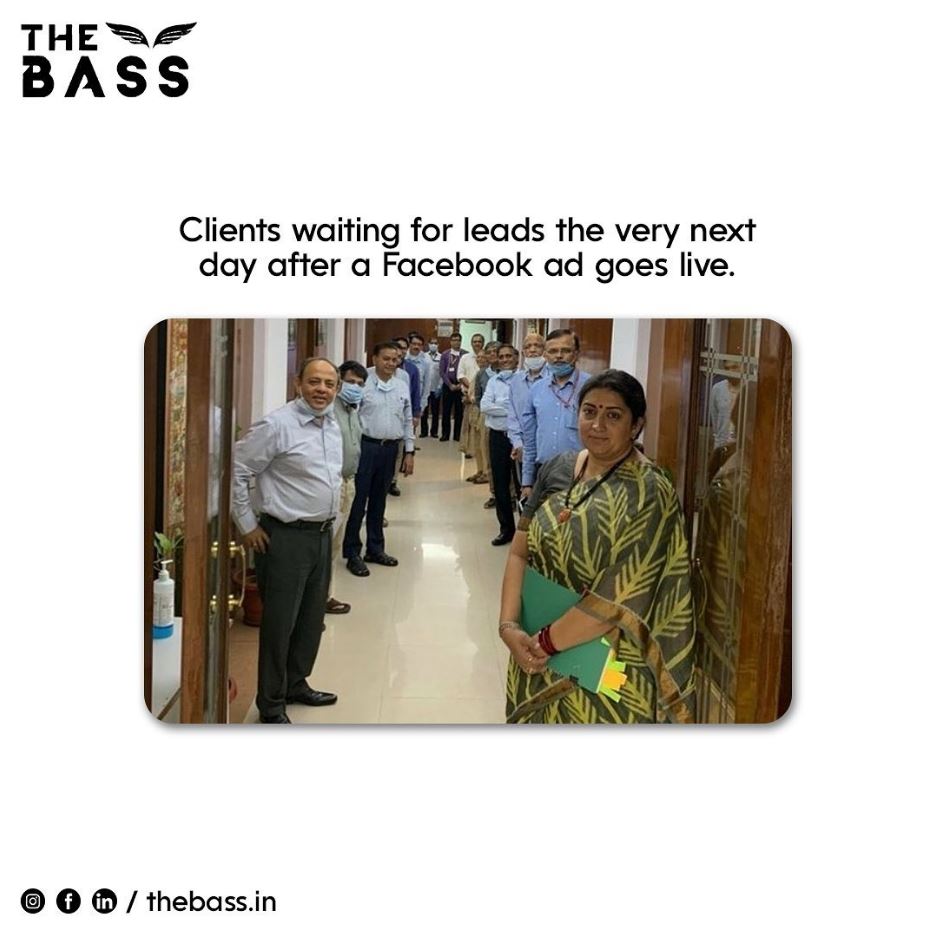 THE
BASS
Clients waiting for leads the very next
day after a Facebook ad goes live.
/ thebass.in